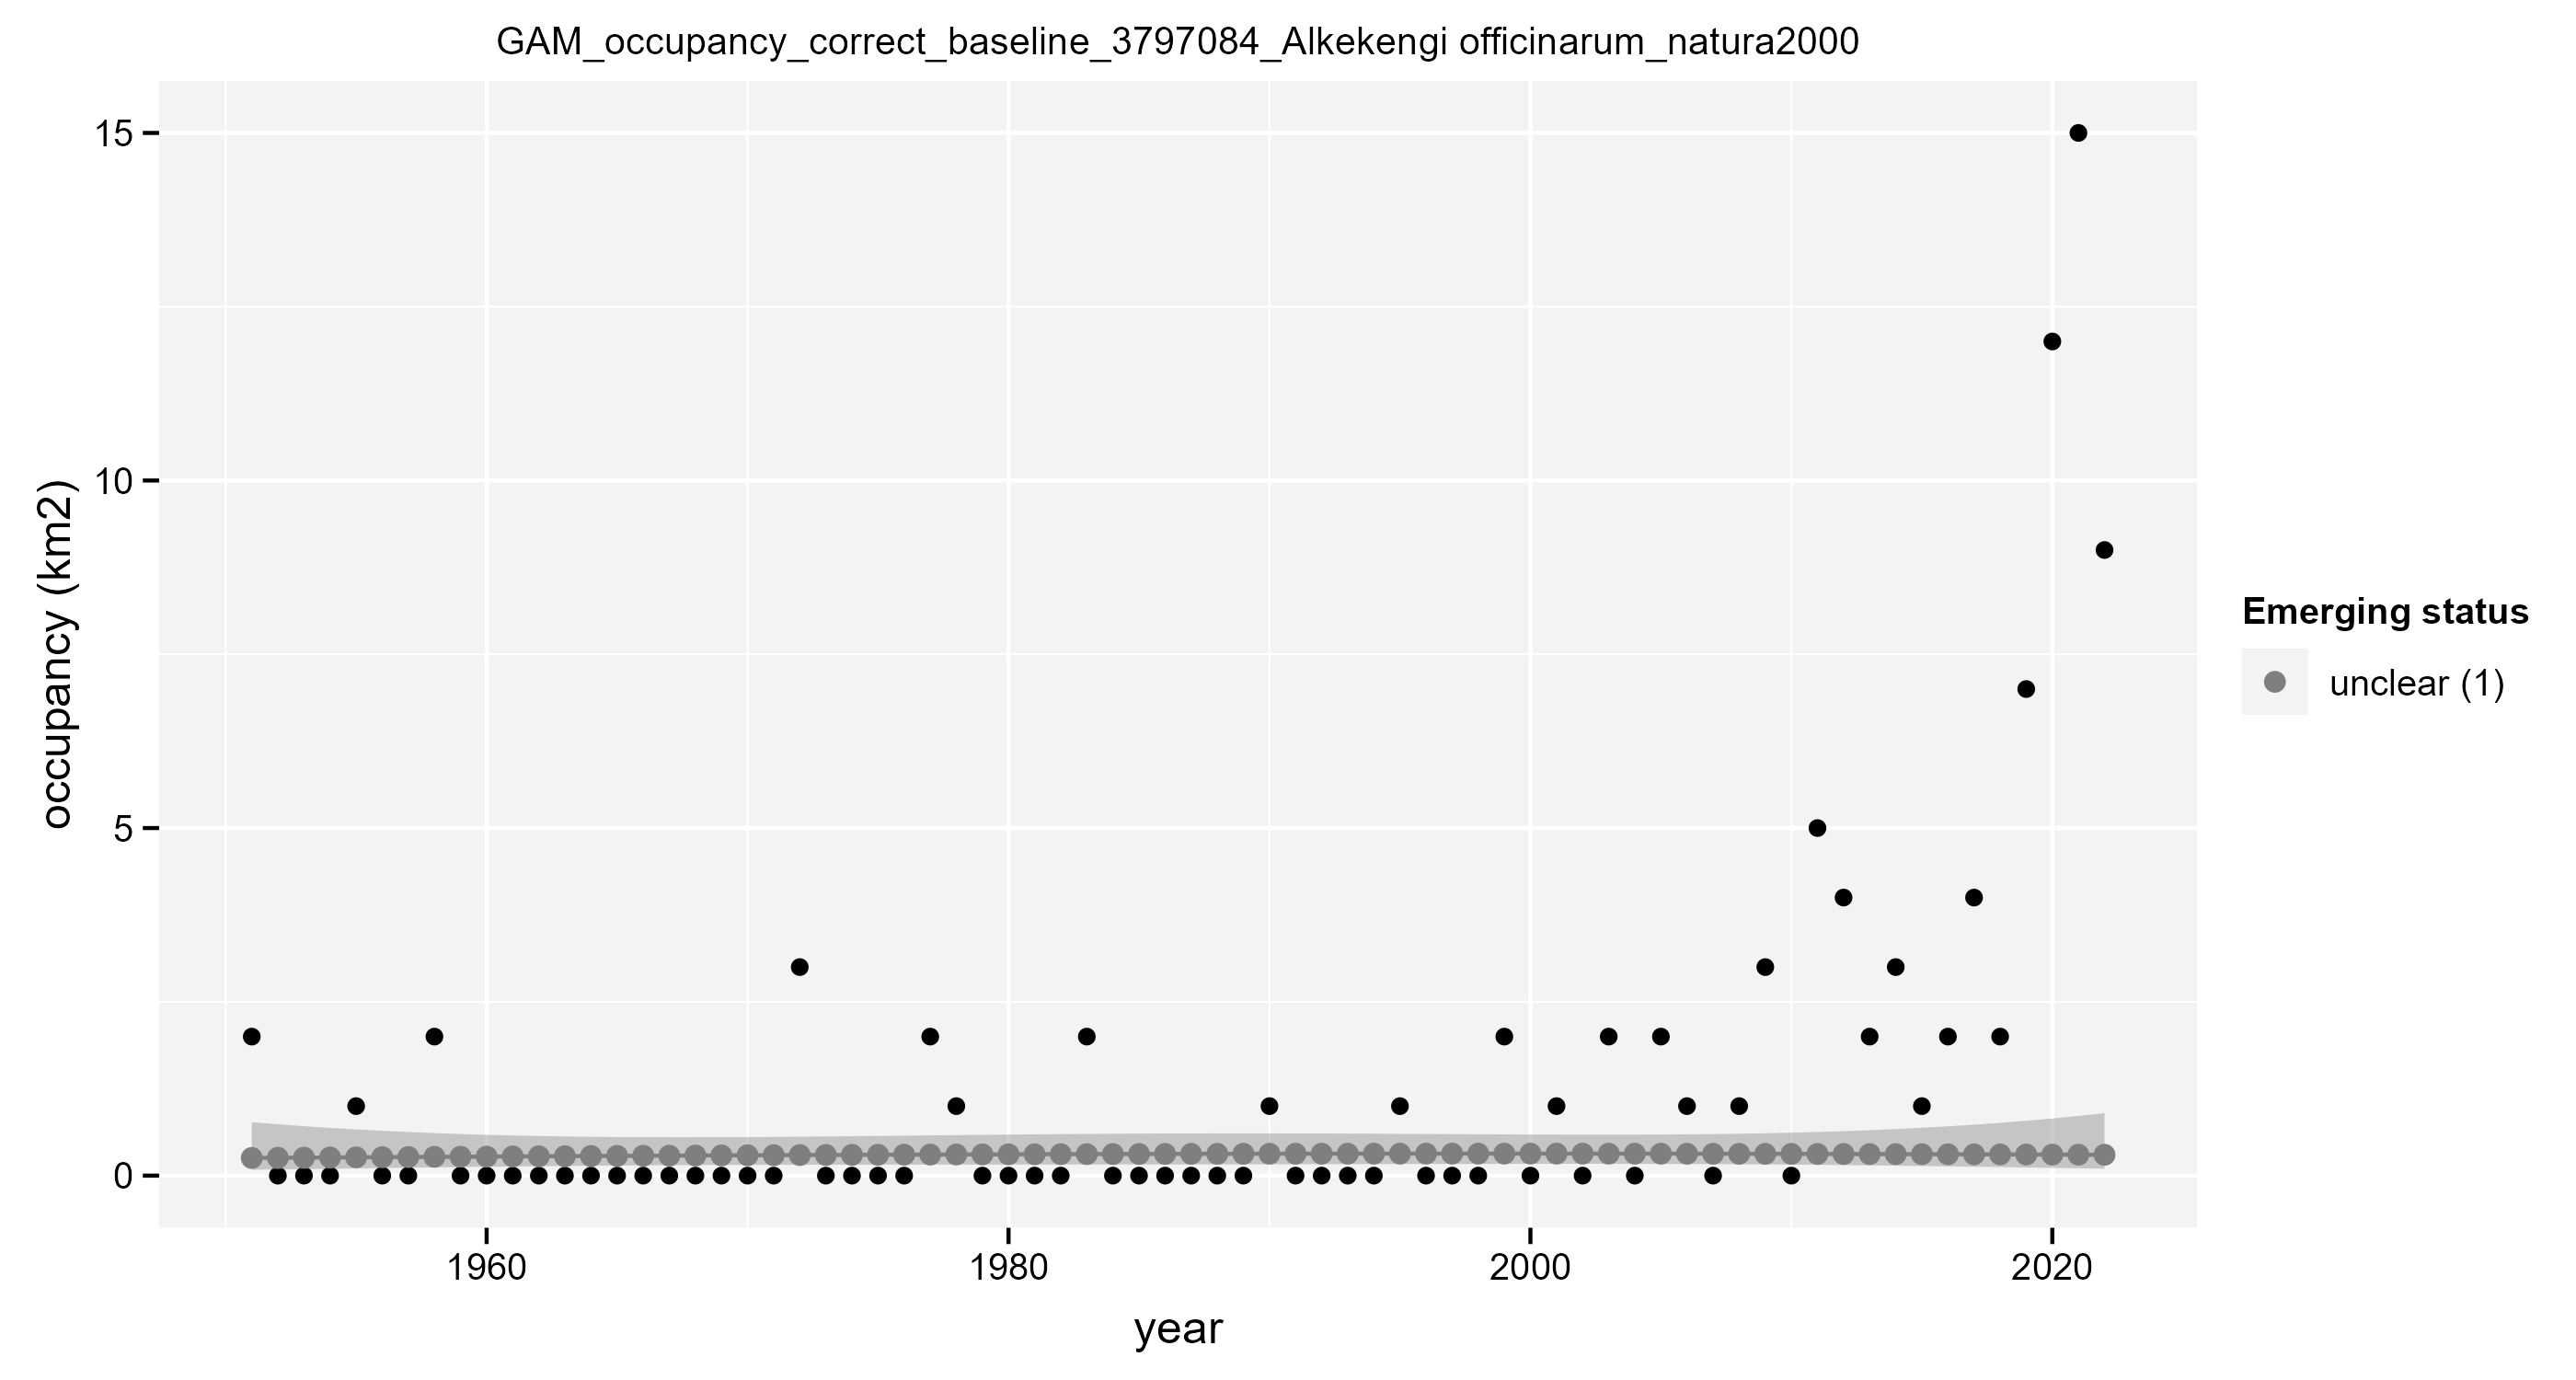 GAM_occupancy_correct_baseline_3797084_Alkekengi officinarum_natura2000
15
10
5
0
occupancy (km2)
1960
1980
2000
2020
year
Emerging status
unclear (1)